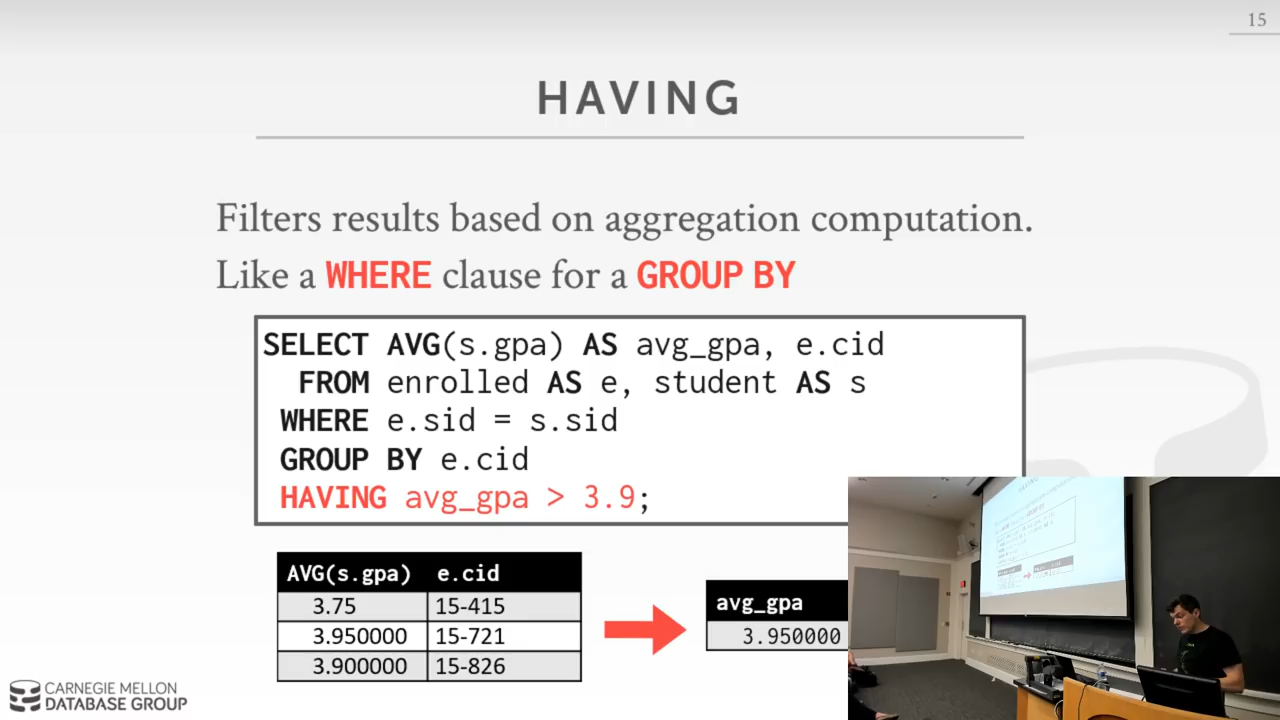 15
HAVING
Filters results based on aggregation computation.
Like a WHERE clause for a GROUP BY
SELECT AVG(s.gpa) AS avg_gpa, e.cid
FROM enrolled AS e, student AS s
WHERE e.sid = s.sid
GROUP BY e.cid
HAVING avg_gpa > 3.9;
AVG(s.gpa) e.cid
3.75 15-415
3.950000 15-721
3.900000 15-826
avg_gpa
3.950000
CARNEGIE MELLON
DATABASE GROUP